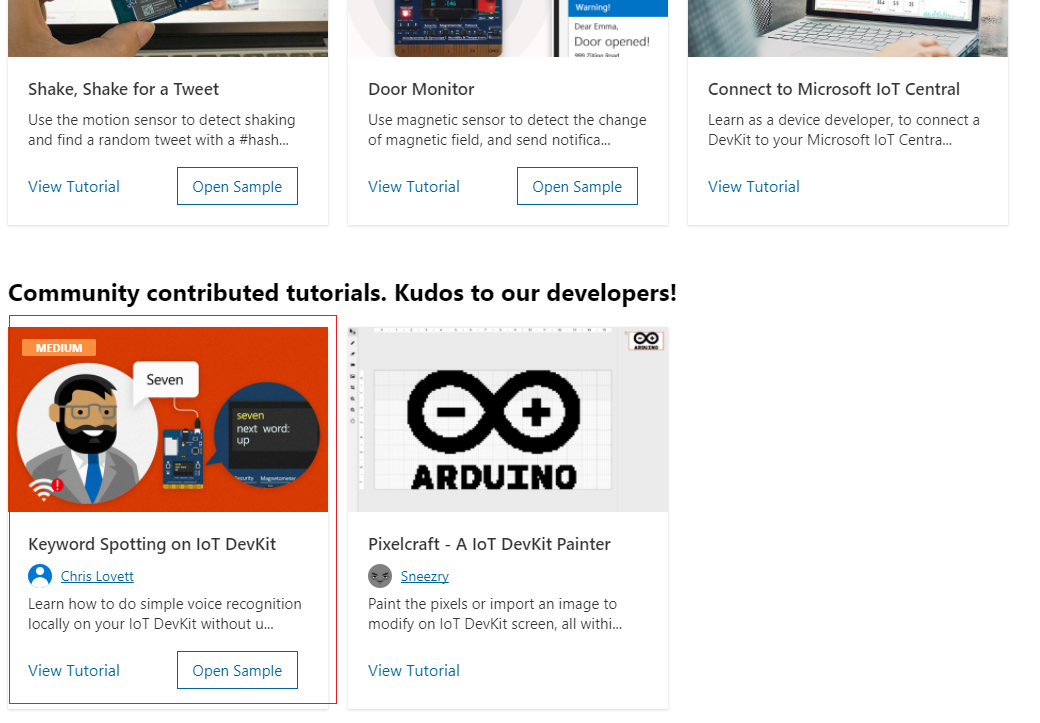 Warning!
Dear Emma,
Door opened!
Shake, Shake for a Tweet
Use the motion sensor to detect shaking
and find a random tweet with a #hash...
View Tutorial
Open Sample
Door Monitor
Use magnetic sensor to detect the change
of magnetic field, and send notifica...
View Tutorial
Open Sample
Connect to Microsoft IoT Central
Learn as a device developer, to connect a
DevKit to your Microsoft IoT Centra...
View Tutorial
Community contributed tutorials. Kudos to our developers!
MEDIUM
Seven
seven
next word:
up
Magnetometer
Keyword Spotting on IoT DevKit
Chris Lovett
Learn how to do simple voice recognition
locally on your IoT DevKit without u...
View Tutorial
Open Sample
ARDUINO
ARDUINO
Pixelcraft - A IoT DevKit Painter
Sneezry
Paint the pixels or import an image to
modify on IoT DevKit screen, all withi...
View Tutorial